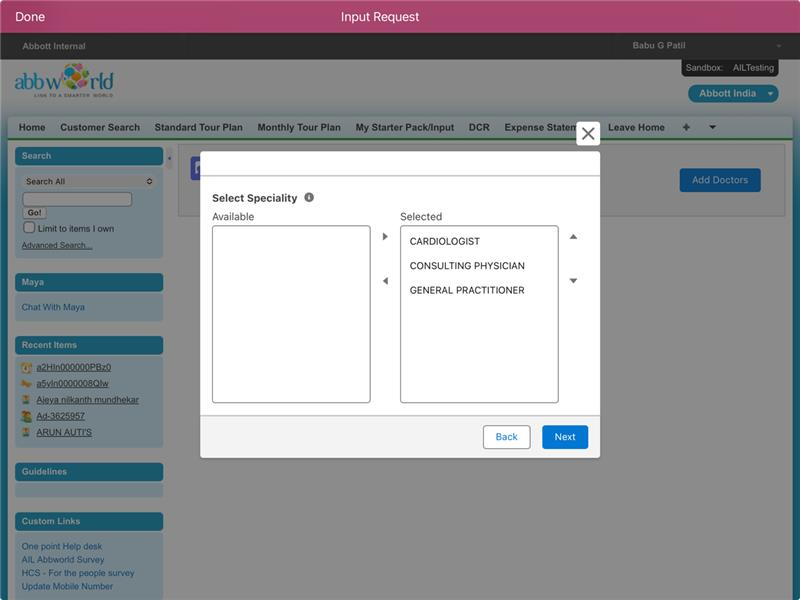 Done
Input Request
Abbott Internal
Babu G Patil
Sandbox: AILTesting
abbworld
LINK TO A SMARTER WORLD
Abbott India
Home Customer Search Standard Tour Plan Monthly Tour Plan My Starter Pack/Input DCR Expense Statem Leave Home
Search
Search All
Go!
Limit to items I own
Advanced Search...
Maya
Chat With Maya
Recent Items
a2HIn000000PBz0
a5yIn0000008QIw
Ajeya nilkanth mundhekar
Ad-3625957
ARUN AUTI'S
Guidelines
Custom Links
One point Help desk
AIL Abbworld Survey
HCS - For the people survey
Update Mobile Number
Add Doctors
Select Speciality
Available
Selected
CARDIOLOGIST
CONSULTING PHYSICIAN
GENERAL PRACTITIONER
Back
Next